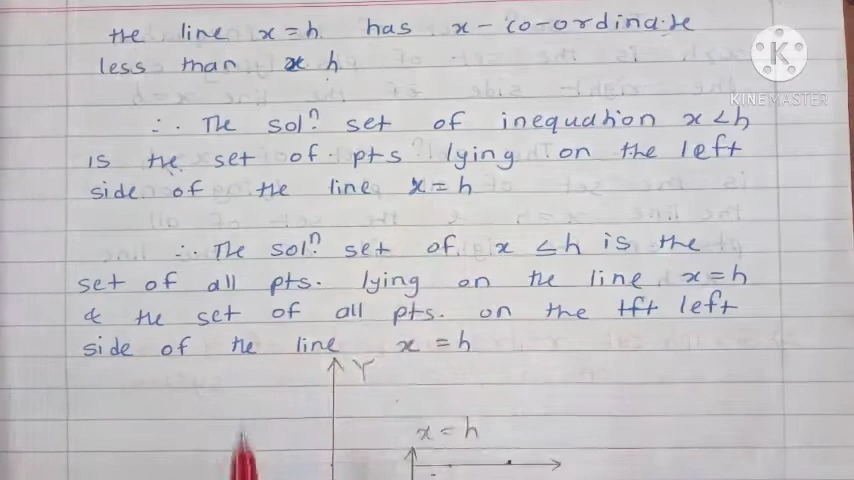 the line x=h has x-co-ordinate
less than x h
∴ The solⁿ set of inequation x<h
is the set of pts lying on the left
side of the line x=h
∴ The solⁿ set of x ≤h is the
set of all pts. lying on the line x=h
& the set of all pts. on the tft left
side of the line x=h
Y
x=h
K
KINEMASTER